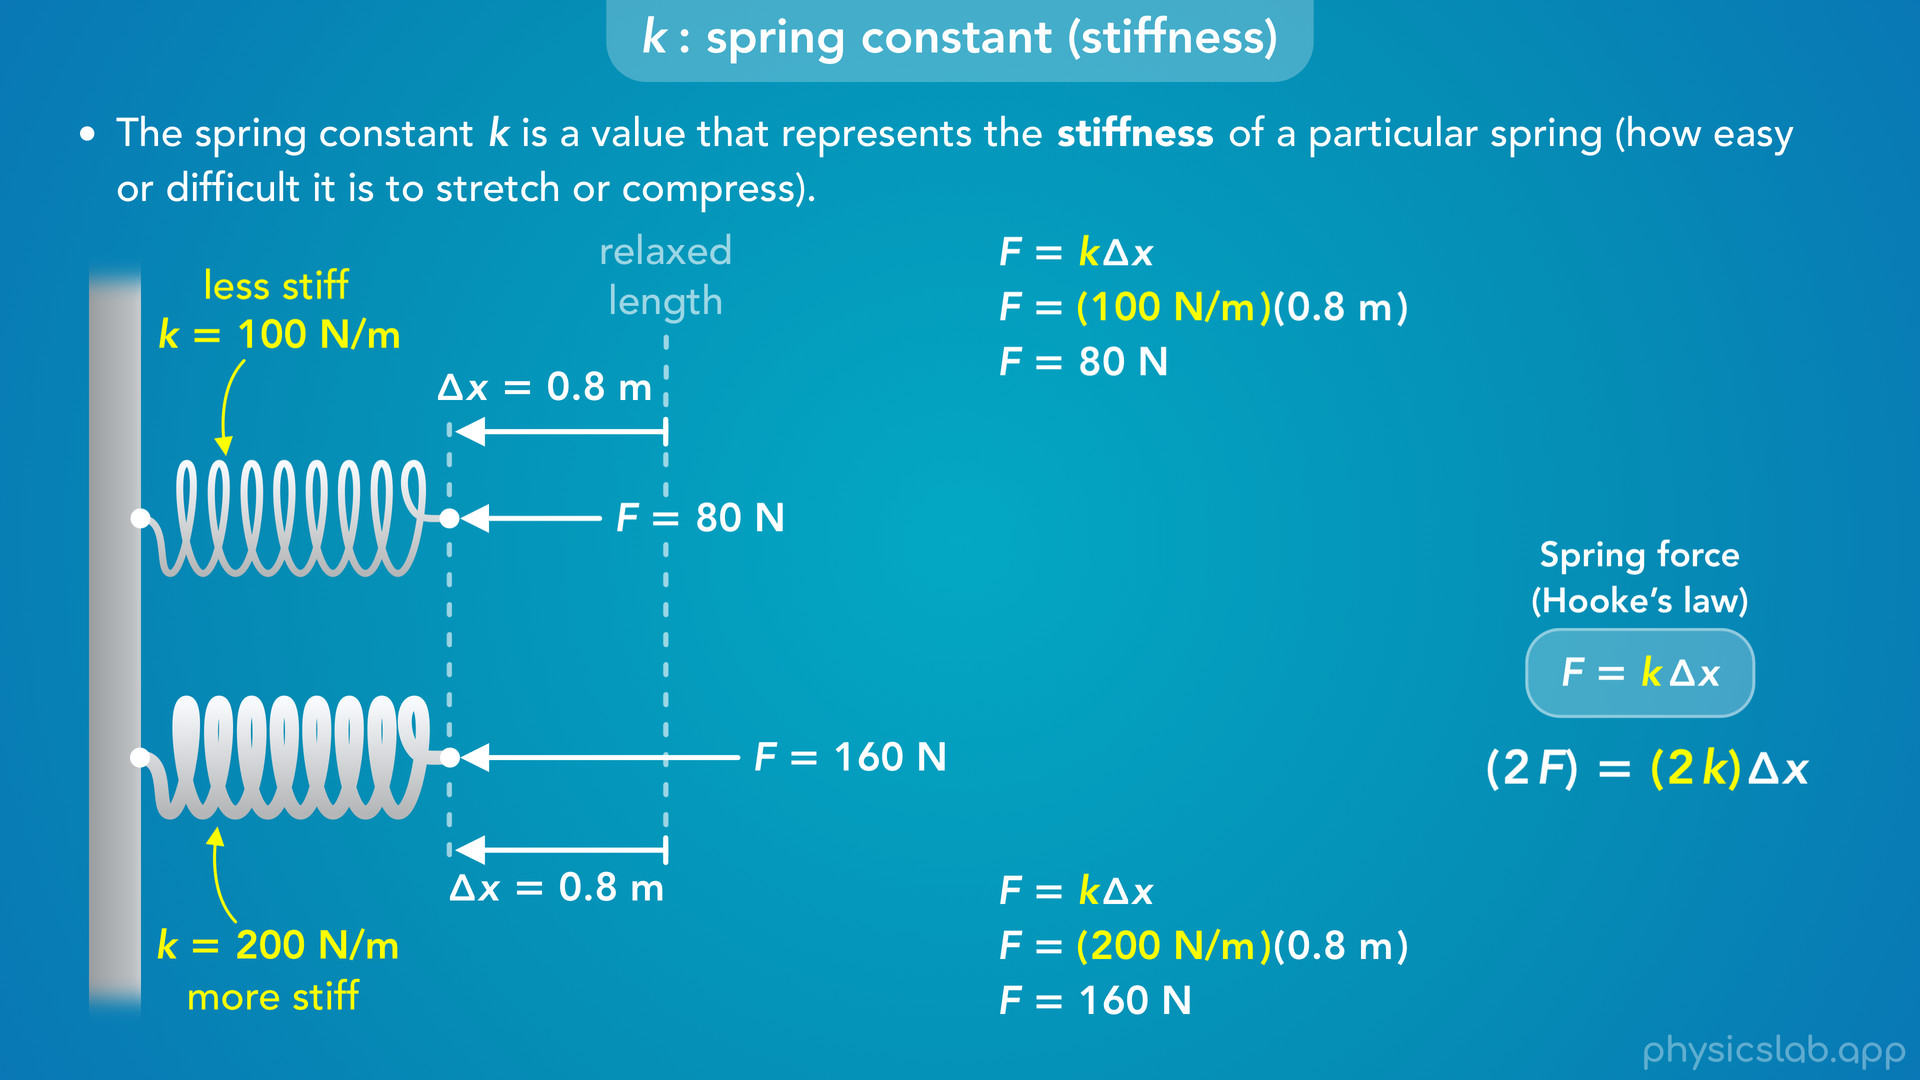 k : spring constant (stiffness)
• The spring constant k is a value that represents the stiffness of a particular spring (how easy
or difficult it is to stretch or compress).
relaxed
length
less stiff
k = 100 N/m
Δx = 0.8 m
F = 80 N
F = kΔx
F = (100 N/m)(0.8 m)
F = 80 N
F = 160 N
Δx = 0.8 m
k = 200 N/m
more stiff
F = kΔx
F = (200 N/m)(0.8 m)
F = 160 N
Spring force
(Hooke’s law)
F = kΔx
(2F) = (2k)Δx
physicslab.app